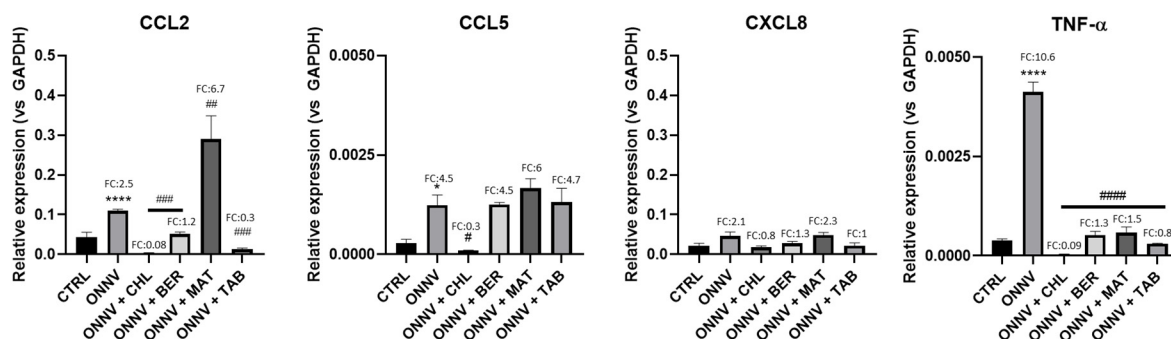 CCL2
Relative expression (vs GAPDH)
0.5
0.4
0.3
0.2
0.1
0.0
FC:2.5
****
FC:0.08
###
FC:1.2
FC:6.7
##
FC:0.3
###
CTRL
ONNV
ONNV + CHL
ONNV + BER
ONNV + MAT
ONNV + TAB
CCL5
Relative expression (vs GAPDH)
0.0050
0.0025
0.0000
FC:4.5
*
FC:0.3
#
FC:4.5
FC:6
FC:4.7
CTRL
ONNV
ONNV + CHL
ONNV + BER
ONNV + MAT
ONNV + TAB
CXCL8
Relative expression (vs GAPDH)
0.5
0.4
0.3
0.2
0.1
0.0
FC:2.1
FC:0.8
FC:1.3
FC:2.3
FC:1
CTRL
ONNV
ONNV + CHL
ONNV + BER
ONNV + MAT
ONNV + TAB
TNF-α
Relative expression (vs GAPDH)
0.0050
0.0025
0.0000
FC:10.6
****
####
FC:0.09
FC:1.3
FC:1.5
FC:0.8
CTRL
ONNV
ONNV + CHL
ONNV + BER
ONNV + MAT
ONNV + TAB